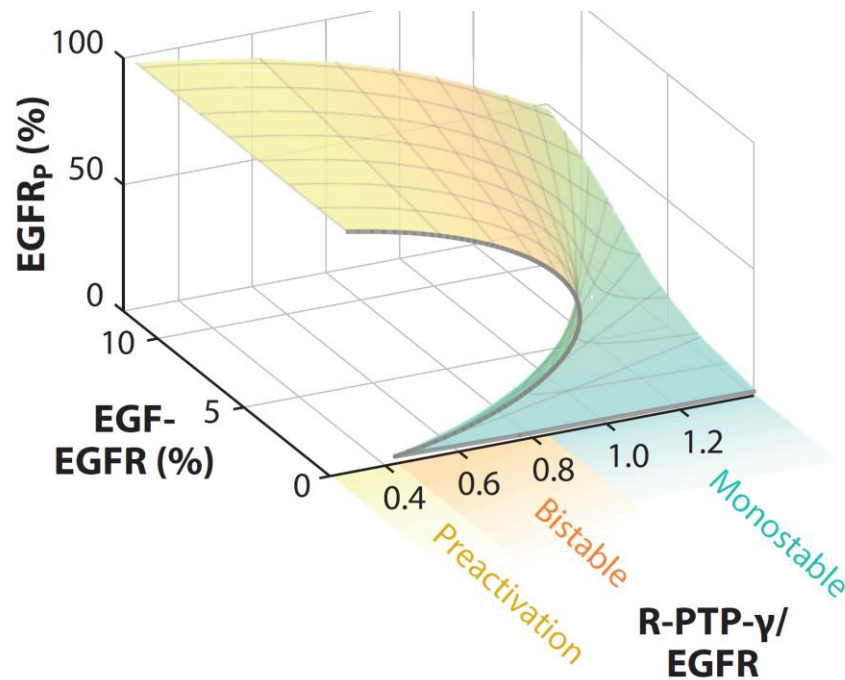 100
50
0
EGFRP (%)
10
5
0
EGF-
EGFR (%)
0.4
0.6
0.8
1.0
1.2
Preactivation
Bistable
Monostable
R-PTP-γ/
EGFR